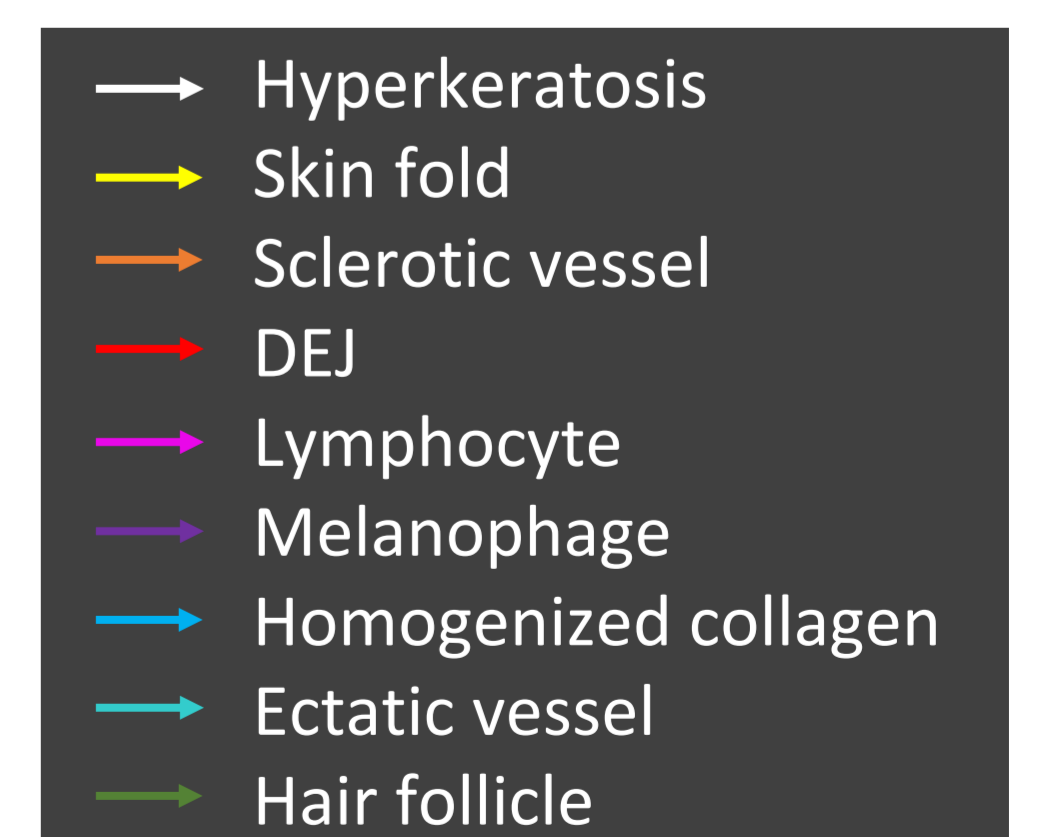 Hyperkeratosis
Skin fold
Sclerotic vessel
DEJ
Lymphocyte
Melanophage
Homogenized collagen
Ectatic vessel
Hair follicle